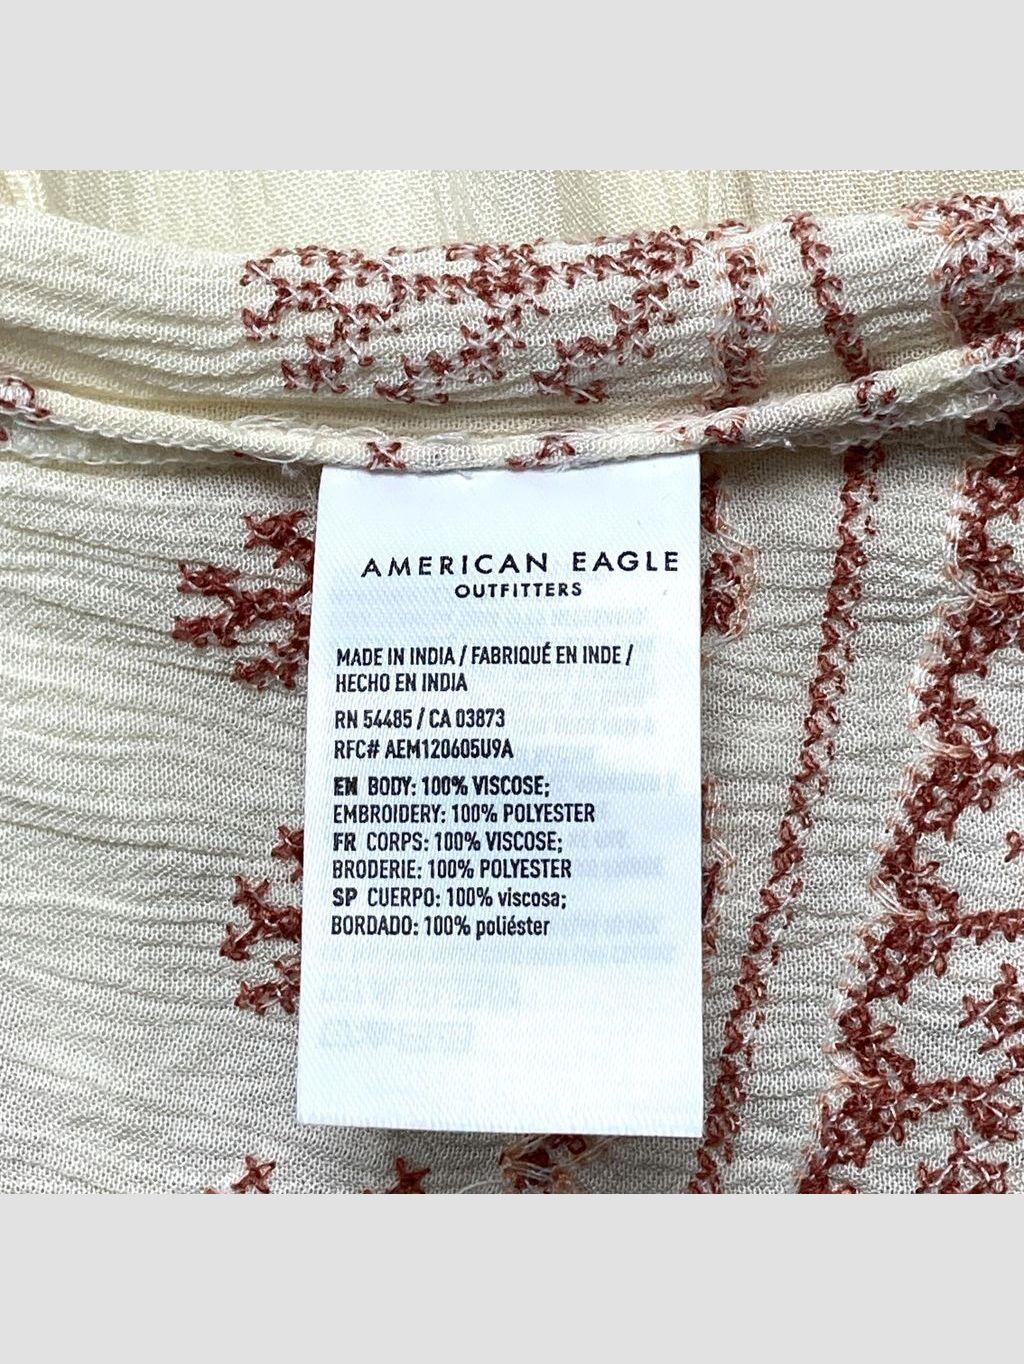 AMERICAN EAGLE
OUTFITTERS
MADE IN INDIA / FABRIQUÉ EN INDE /
HECHO EN INDIA
RN 54485 / CA 03873
RFC# AEM120605U9A
EN BODY: 100% VISCOSE;
EMBROIDERY: 100% POLYESTER
FR CORPS: 100% VISCOSE;
BRODERIE: 100% POLYESTER
SP CUERPO: 100% viscosa;
BORDADO: 100% poliéster